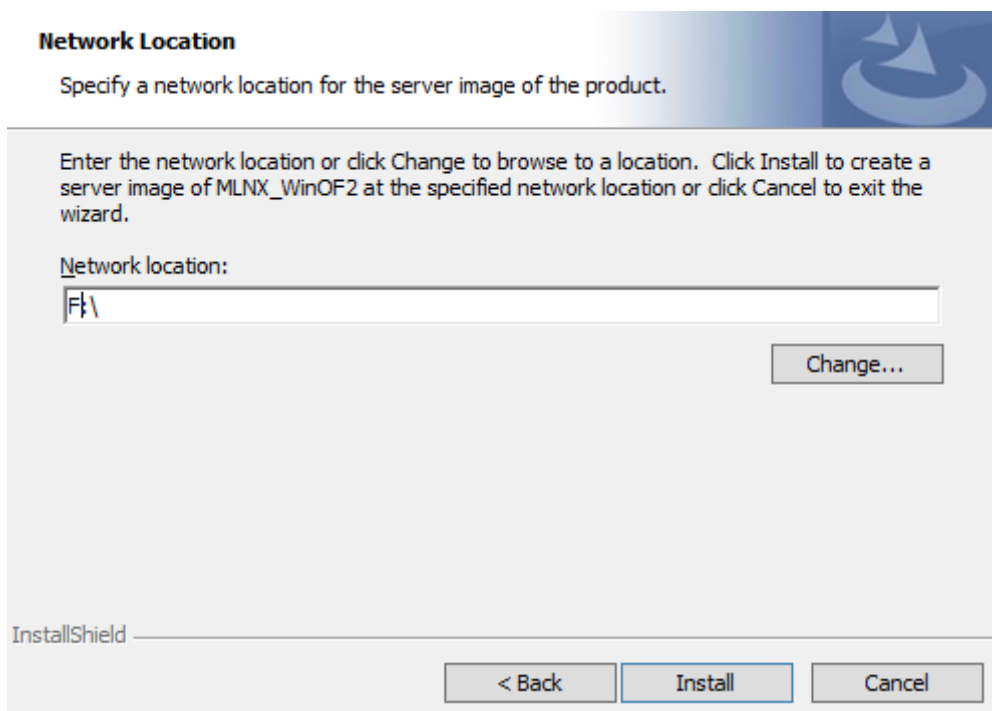 Network Location
Specify a network location for the server image of the product.
Enter the network location or click Change to browse to a location.  Click Install to create a
server image of MLNX_WinOF2 at the specified network location or click Cancel to exit the
wizard.
Network location:
F:\
Change...
InstallShield
< Back
Install
Cancel